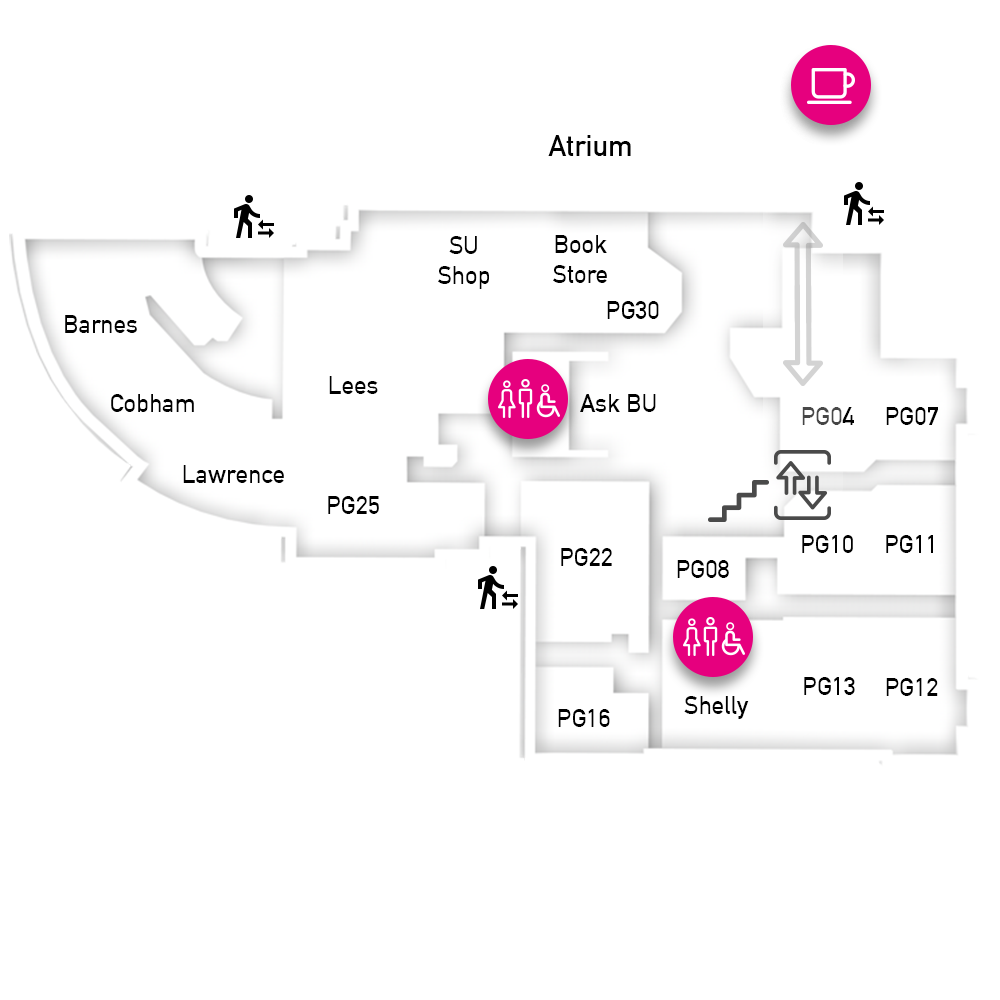 Atrium
SU
Shop
Book
Store
PG30
Barnes
Lees
Cobham
Ask BU
PG04
PG07
Lawrence
PG25
PG22
PG10
PG11
PG08
PG13
PG12
Shelly
PG16